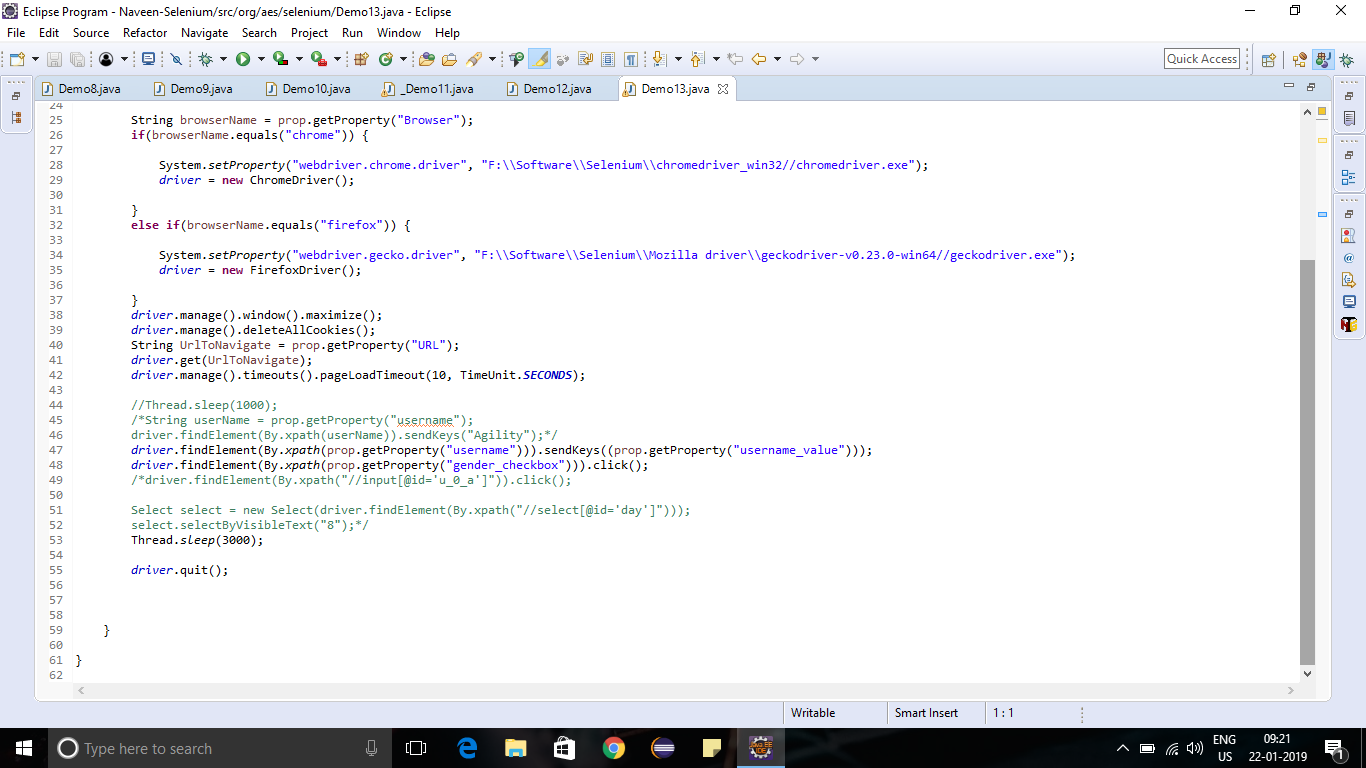 Eclipse Program - Naveen-Selenium/src/org/aes/selenium/Demo13.java - Eclipse
File Edit Source Refactor Navigate Search Project Run Window Help
Quick Access
Demo8.java Demo9.java Demo10.java _Demo11.java Demo12.java Demo13.java
24
25 String browserName = prop.getProperty("Browser");
26 if(browserName.equals("chrome")) {
27
28 System.setProperty("webdriver.chrome.driver", "F:\\Software\\Selenium\\chromedriver_win32//chromedriver.exe");
29 driver = new ChromeDriver();
30
31 }
32 else if(browserName.equals("firefox")) {
33
34 System.setProperty("webdriver.gecko.driver", "F:\\Software\\Selenium\\Mozilla driver\\geckodriver-v0.23.0-win64//geckodriver.exe");
35 driver = new FirefoxDriver();
36
37 }
38 driver.manage().window().maximize();
39 driver.manage().deleteAllCookies();
40 String UrlToNavigate = prop.getProperty("URL");
41 driver.get(UrlToNavigate);
42 driver.manage().timeouts().pageLoadTimeout(10, TimeUnit.SECONDS);
43
44 //Thread.sleep(1000);
45 /*String userName = prop.getProperty("username");
46 driver.findElement(By.xpath(userName)).sendKeys("Agility");*/
47 driver.findElement(By.xpath(prop.getProperty("username"))).sendKeys((prop.getProperty("username_value")));
48 driver.findElement(By.xpath(prop.getProperty("gender_checkbox"))).click();
49 /*driver.findElement(By.xpath("//input[@id='u_0_a']")).click();
50
51 Select select = new Select(driver.findElement(By.xpath("//select[@id='day']")));
52 select.selectByVisibleText("8");*/
53 Thread.sleep(3000);
54
55 driver.quit();
56
57
58
59 }
60
61 }
62
Writable Smart Insert 1 : 1
Type here to search
ENG
US
09:21
22-01-2019
1